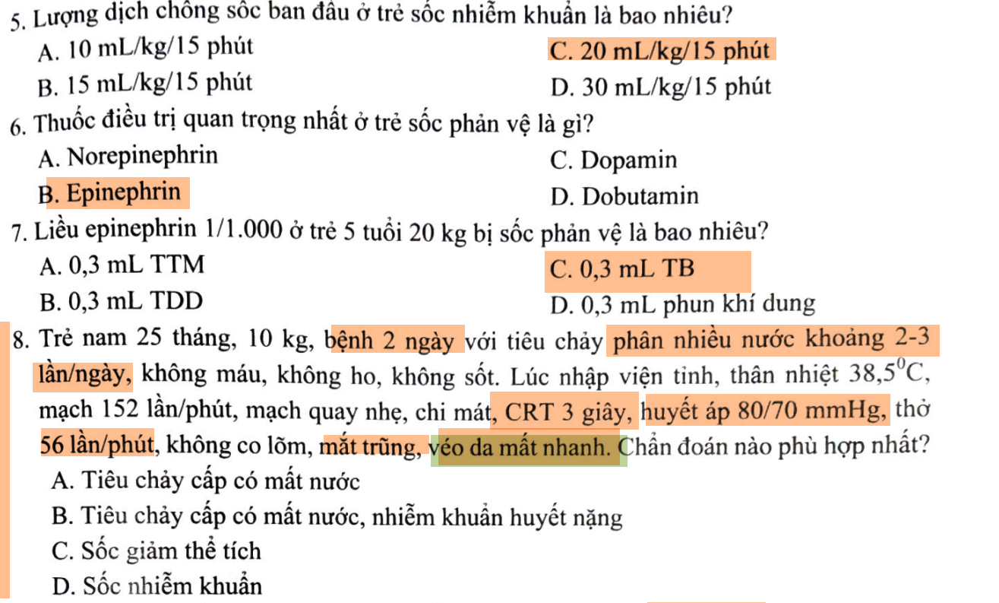 5. Lượng dịch chống sốc ban đầu ở trẻ sốc nhiễm khuẩn là bao nhiêu?
A. 10 mL/kg/15 phút
C. 20 mL/kg/15 phút
B. 15 mL/kg/15 phút
D. 30 mL/kg/15 phút
6. Thuốc điều trị quan trọng nhất ở trẻ sốc phản vệ là gì?
A. Norepinephrin
C. Dopamin
B. Epinephrin
D. Dobutamin
7. Liều epinephrin 1/1.000 ở trẻ 5 tuổi 20 kg bị sốc phản vệ là bao nhiêu?
A. 0,3 mL TTM
C. 0,3 mL TB
B. 0,3 mL TDD
D. 0,3 mL phun khí dung
8. Trẻ nam 25 tháng, 10 kg, bệnh 2 ngày với tiêu chảy phân nhiều nước khoảng 2-3
lần/ngày, không máu, không ho, không sốt. Lúc nhập viện tỉnh, thân nhiệt 38,5⁰C,
mạch 152 lần/phút, mạch quay nhẹ, chi mát, CRT 3 giây, huyết áp 80/70 mmHg, thở
56 lần/phút, không co lõm, mắt trũng, véo da mất nhanh. Chẩn đoán nào phù hợp nhất?
A. Tiêu chảy cấp có mất nước
B. Tiêu chảy cấp có mất nước, nhiễm khuẩn huyết nặng
C. Sốc giảm thể tích
D. Sốc nhiễm khuẩn